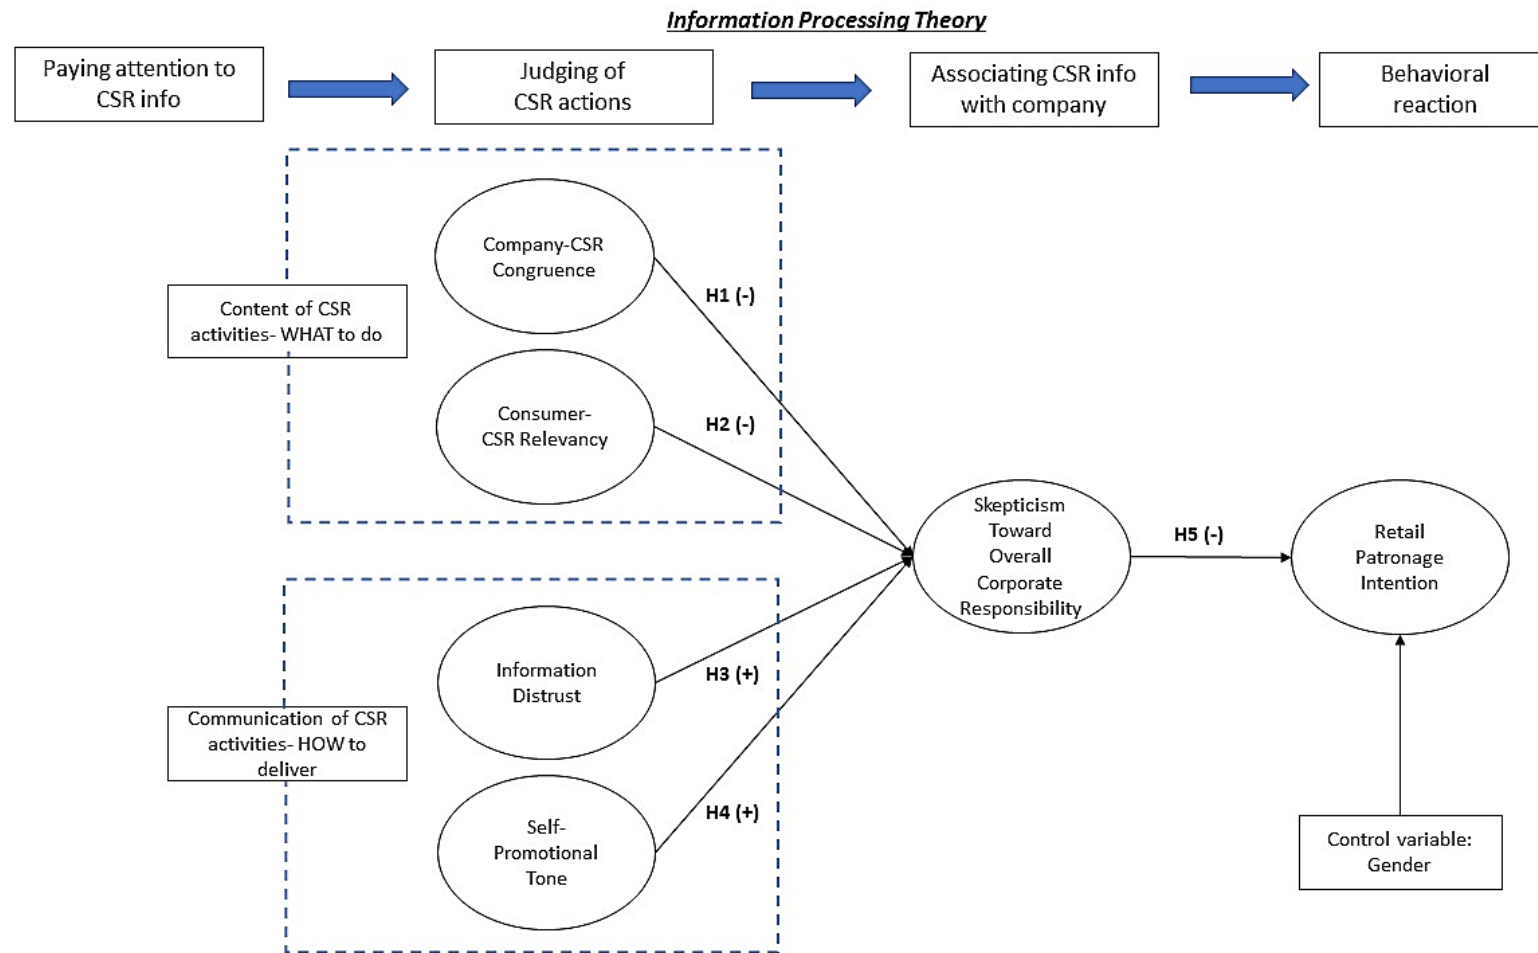 Information Processing Theory
Paying attention to
CSR info
Judging of
CSR actions
Associating CSR info
with company
Behavioral
reaction
Company-CSR
Congruence
H1 (-)
Content of CSR
activities- WHAT to do
Consumer-
CSR Relevancy
H2 (-)
Skepticism
Toward
Overall
Corporate
Responsibility
H5 (-)
Retail
Patronage
Intention
Information
Distrust
H3 (+)
Communication of CSR
activities- HOW to
deliver
Self-
Promotional
Tone
H4 (+)
Control variable:
Gender